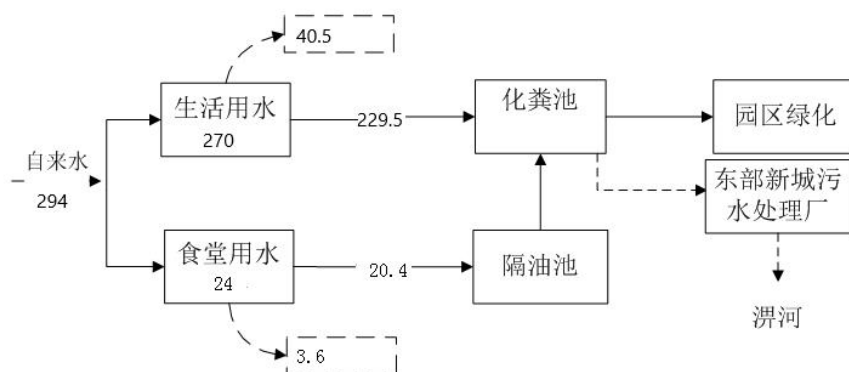 40.5
生活用水
270
229.5
化粪池
园区绿化
自来水
294
东部新城污
水处理厂
食堂用水
24
20.4
隔油池
淠河
3.6